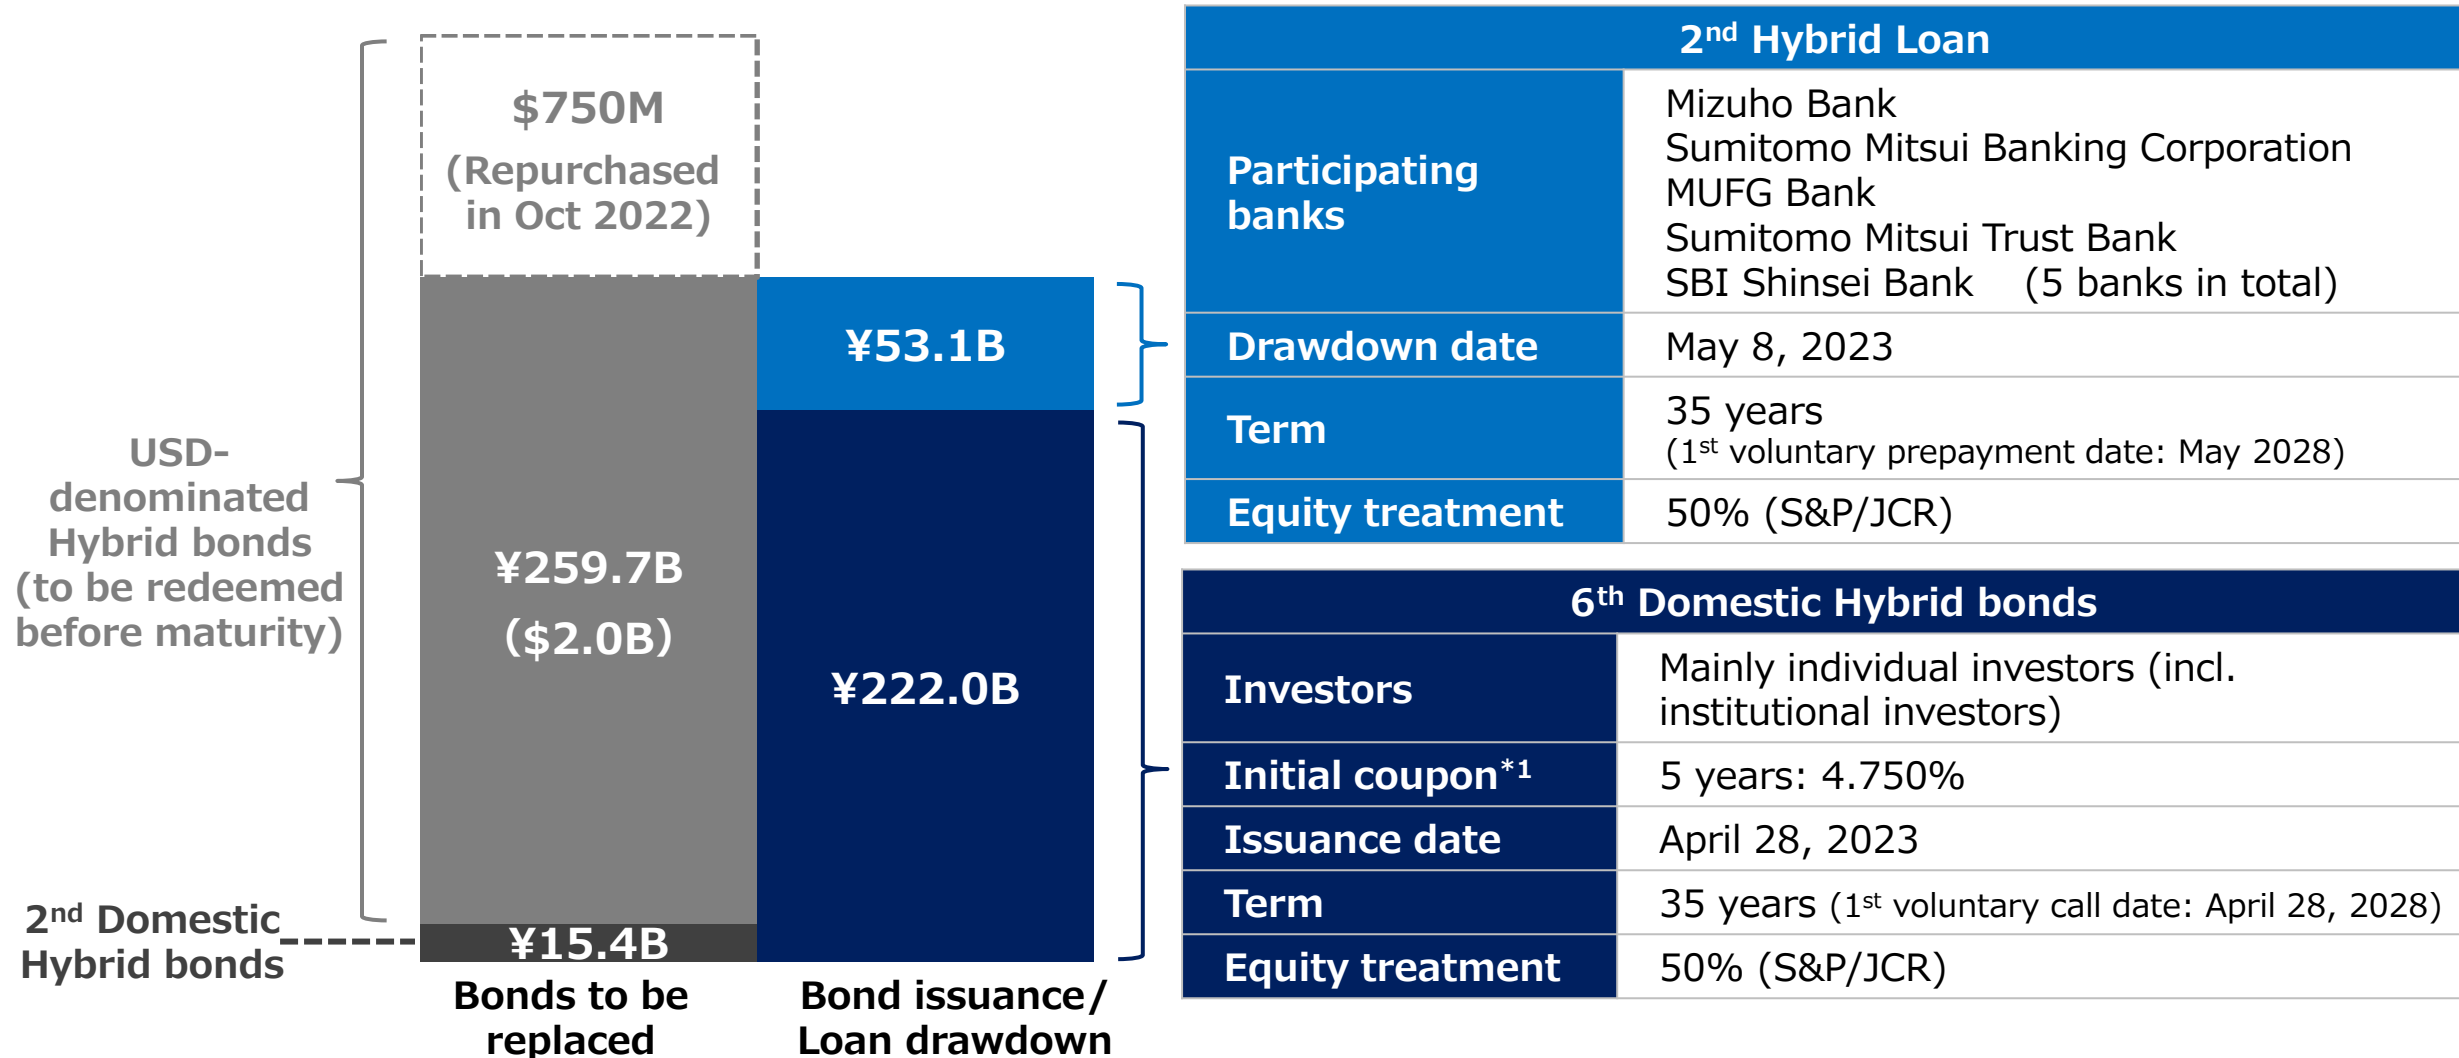 $750M
(Repurchased
in Oct 2022)
¥259.7B
($2.0B)
¥15.4B
¥53.1B
¥222.0B
USD-
denominated
Hybrid bonds
(to be redeemed
before maturity)
2nd Domestic
Hybrid bonds
Bonds to be
replaced
Bond issuance/
Loan drawdown
2nd Hybrid Loan
Participating
banks
Mizuho Bank
Sumitomo Mitsui Banking Corporation
MUFG Bank
Sumitomo Mitsui Trust Bank
SBI Shinsei Bank (5 banks in total)
Drawdown date
May 8, 2023
Term
35 years
(1st voluntary prepayment date: May 2028)
Equity treatment
50% (S&P/JCR)
6th Domestic Hybrid bonds
Investors
Mainly individual investors (incl.
institutional investors)
Initial coupon*1
5 years: 4.750%
Issuance date
April 28, 2023
Term
35 years (1st voluntary call date: April 28, 2028)
Equity treatment
50% (S&P/JCR)